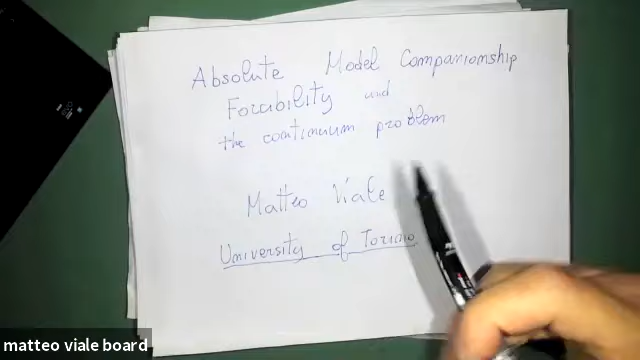 Absolute Model Companionship
Forcibility and
the continuum problem
Matteo Viale
University of Torino
matteo viale board